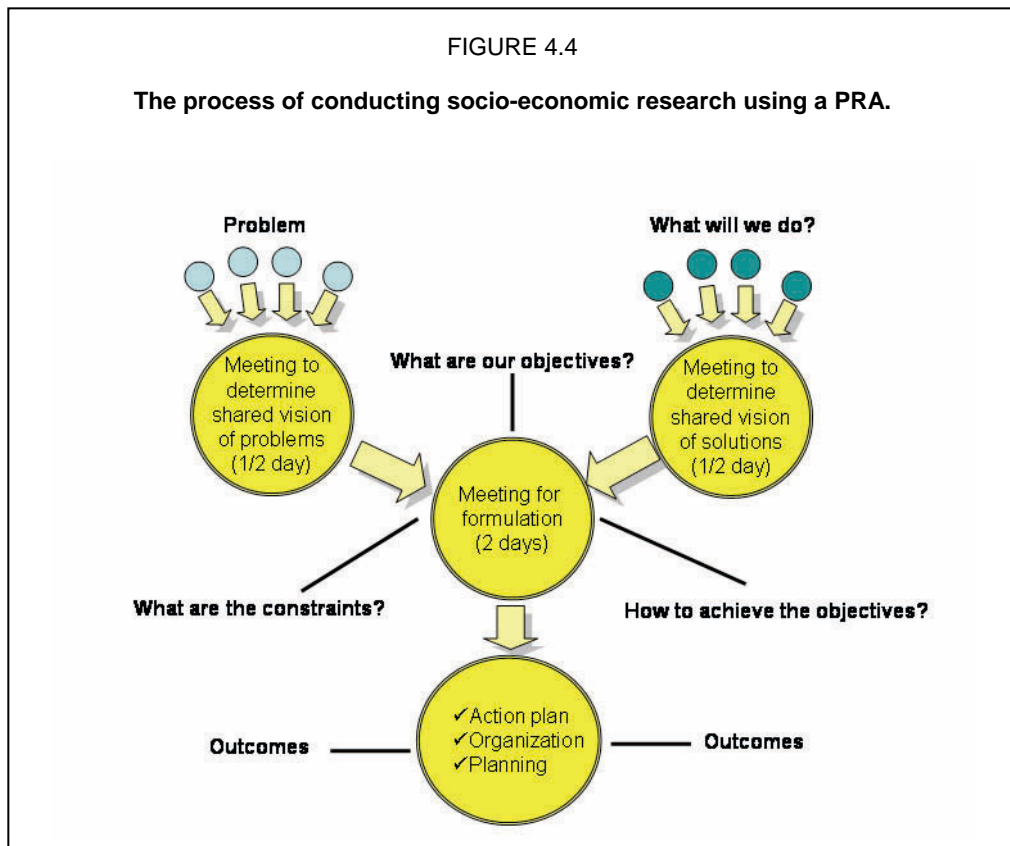 FIGURE 4.4
The process of conducting socio-economic research using a PRA.
Problem
What will we do?
Meeting to
determine
shared vision
of problems
(1/2 day)
What are our objectives?
Meeting to
determine
shared vision
of solutions
(1/2 day)
Meeting for
formulation
(2 days)
What are the constraints?
How to achieve the objectives?
✓Action plan
✓Organization
✓Planning
Outcomes
Outcomes